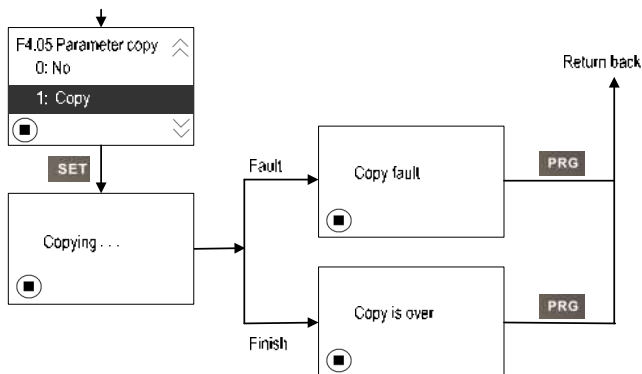 F4.05 Parameter copy
0: No
1: Copy
SET
Copying . . .
Fault
Copy fault
PRG
Return back
Finish
Copy is over
PRG